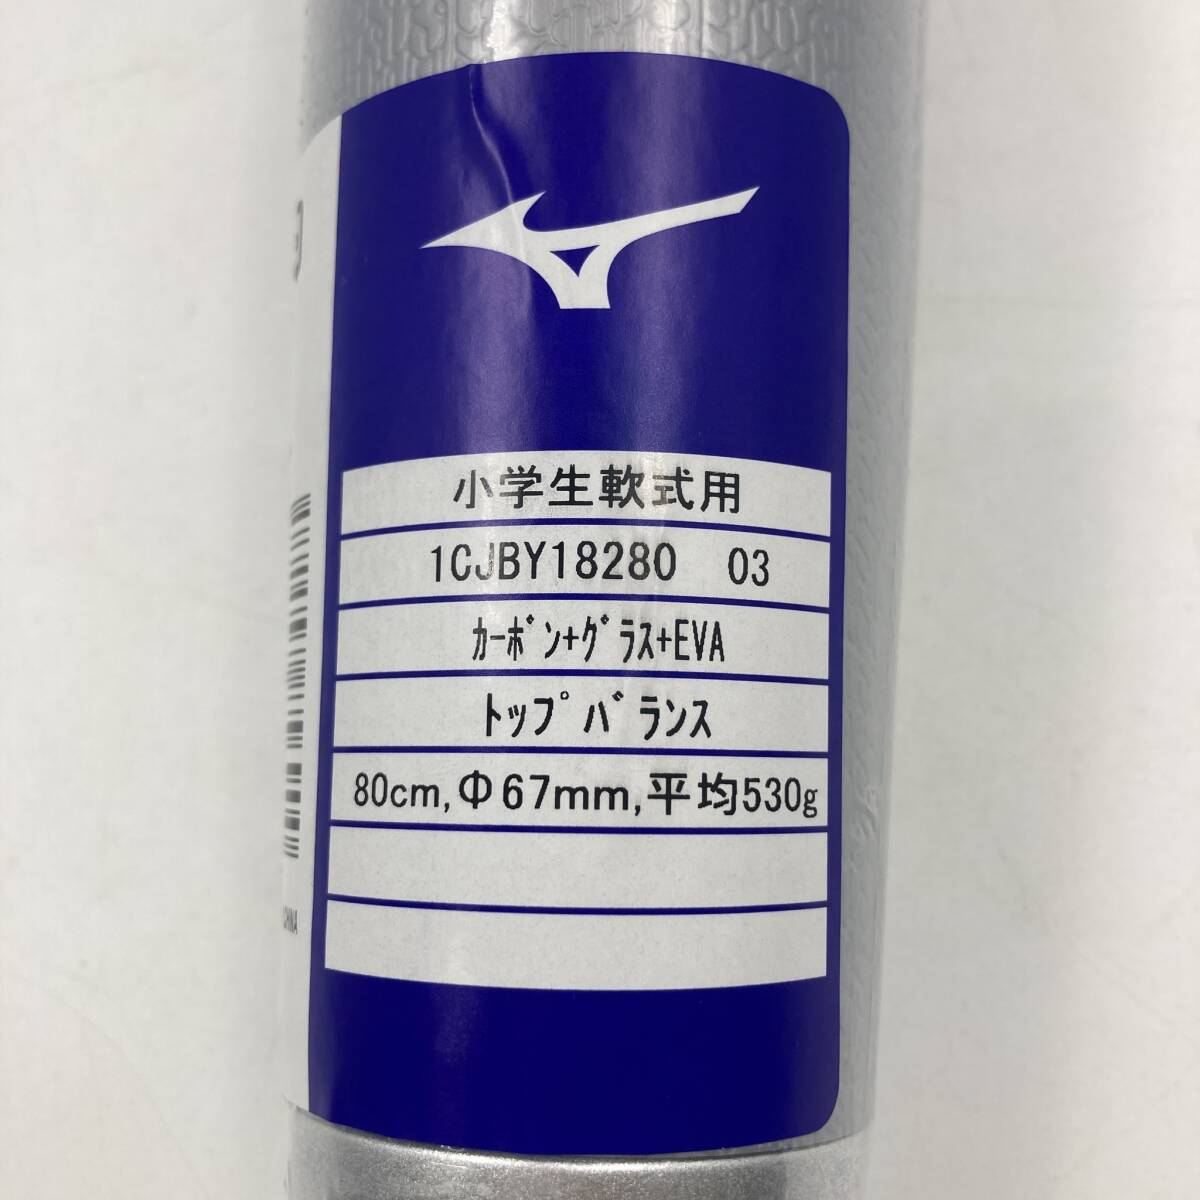 小学生軟式用
1CJBY18280 03
ｶｰﾎﾞﾝ+ｸﾞﾗｽ+EVA
ﾄｯﾌﾟﾊﾞﾗﾝｽ
80cm,Φ67mm,平均530g